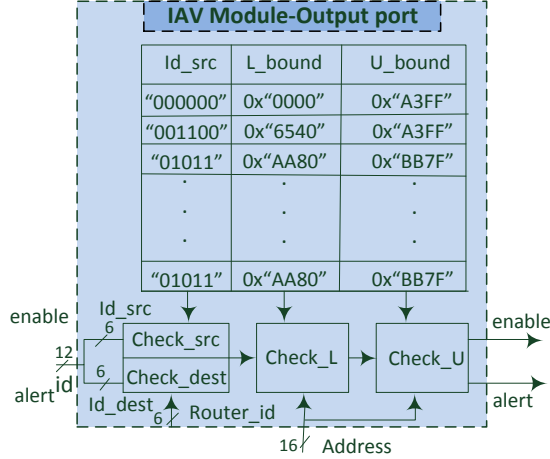 IAV Module-Output port
Id_src L_bound U_bound
"000000" 0x"0000" 0x"A3FF"
"001100" 0x"6540" 0x"A3FF"
"01011" 0x"AA80" 0x"BB7F"
. . .
. . .
. . .
"01011" 0x"AA80" 0x"BB7F"
Id_src
enable
6
Check_src
Check_L
Check_U
enable
12
id
6
Check_dest
alert
Id_dest
alert
6
Router_id
16
Address